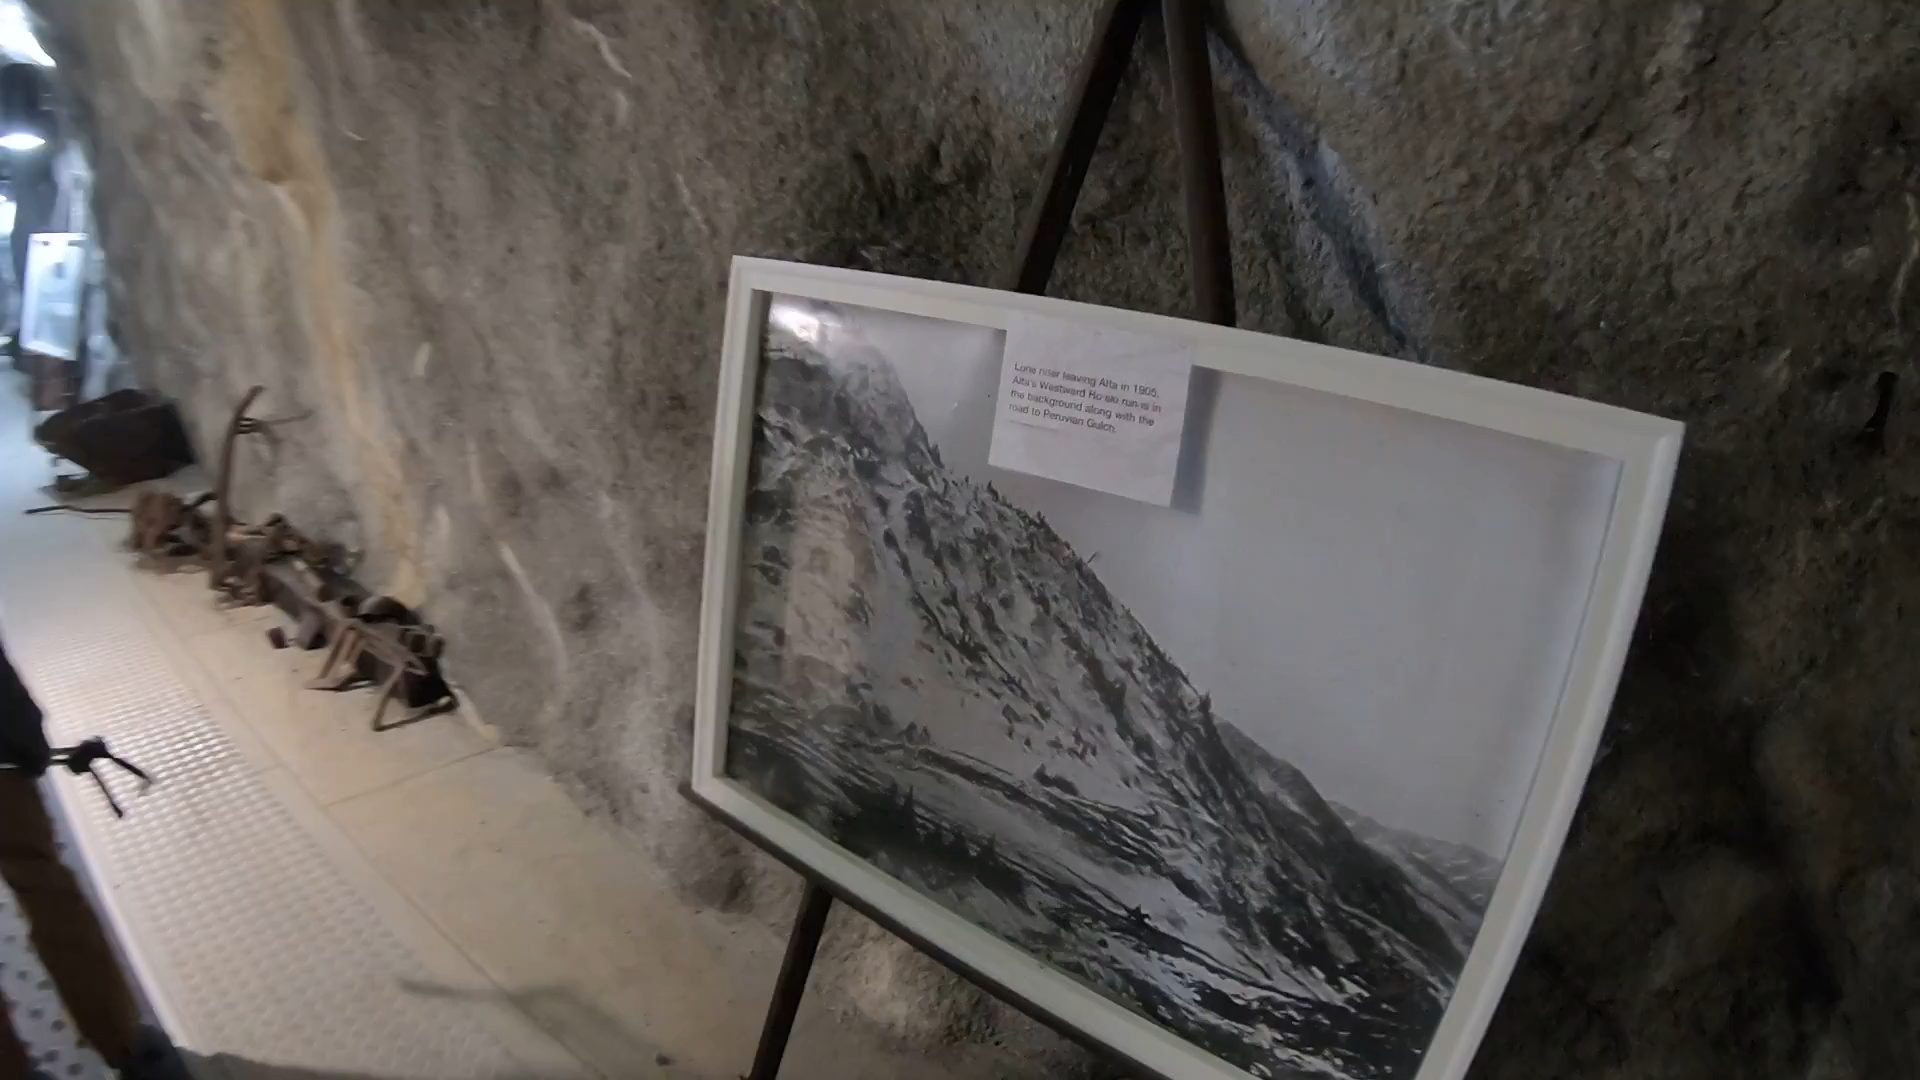 Lone rider leaving Alta in 1905.
Alta's Westward Ho ski run is in
the background along with the
road to Peruvian Gulch.